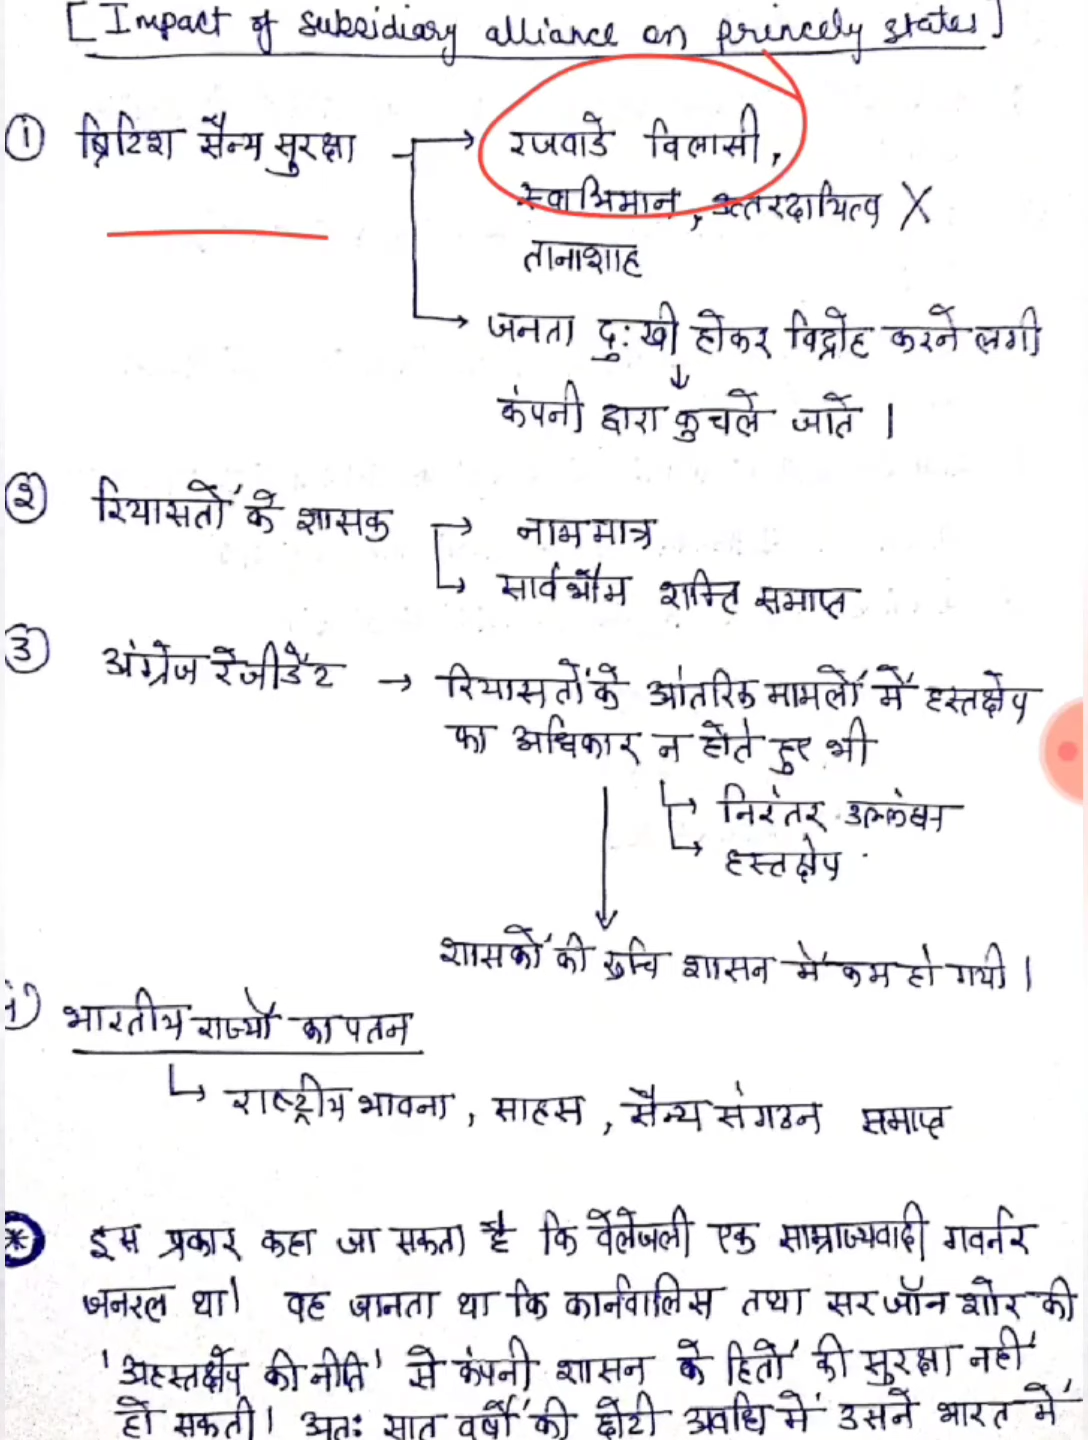 [Impact of subsidiary alliance on princely states]
① ब्रिटिश सैन्य सुरक्षा → रजवाडे विलासी,
स्वाभिमान, उत्तरदायित्व X
तानाशाह
→ जनता दुःखी होकर विद्रोह करने लगी
↓
कंपनी द्वारा कुचले जाते ।
② रियासतों के शासक → नाममात्र
→ सार्वभौम शक्ति समाप्त
③ अंग्रेज रेजीडेंट → रियासतों के आंतरिक मामलों में हस्तक्षेप
का अधिकार न होते हुए भी
→ निरंतर उल्लंघन
→ हस्तक्षेप
शासकों की रुचि शासन में कम हो गयी ।
भारतीय राज्यों का पतन
↳ राष्ट्रीय भावना, साहस, सैन्य संगठन समाप्त
* इस प्रकार कहा जा सकता है कि वेलेजली एक साम्राज्यवादी गवर्नर
जनरल था। वह जानता था कि कार्नवालिस तथा सर जॉन शोर की
'अहस्तक्षेप की नीति' से कंपनी शासन के हितों की सुरक्षा नहीं
हो सकती। अतः सात वर्षों की छोटी अवधि में उसने भारत में